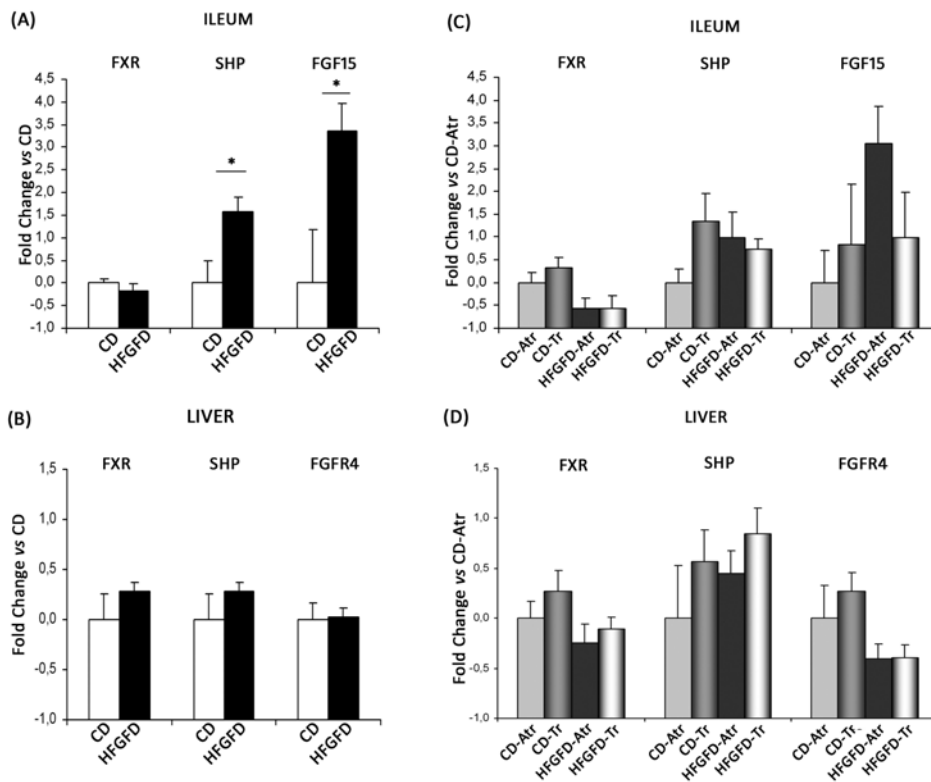 (A) ILEUM
FXR SHP FGF15
Fold Change vs CD
4,5
4,0
3,5
3,0
2,5
2,0
1,5
1,0
0,5
0,0
-0,5
-1,0
* *
CD HFGFD CD HFGFD CD HFGFD
(C) ILEUM
FXR SHP FGF15
Fold Change vs CD-Atr
4,5
4,0
3,5
3,0
2,5
2,0
1,5
1,0
0,5
0,0
-0,5
-1,0
CD-Atr CD-Tr HFGFD-Atr HFGFD-Tr CD-Atr CD-Tr HFGFD-Atr HFGFD-Tr CD-Atr CD-Tr HFGFD-Atr HFGFD-Tr
(B) LIVER
FXR SHP FGFR4
Fold Change vs CD
1,5
1,0
0,5
0,0
-0,5
-1,0
CD HFGFD CD HFGFD CD HFGFD
(D) LIVER
FXR SHP FGFR4
Fold Change vs CD-Atr
1,5
1,0
0,5
0,0
-0,5
-1,0
CD-Atr CD-Tr HFGFD-Atr HFGFD-Tr CD-Atr CD-Tr HFGFD-Atr HFGFD-Tr CD-Atr CD-Tr HFGFD-Atr HFGFD-Tr